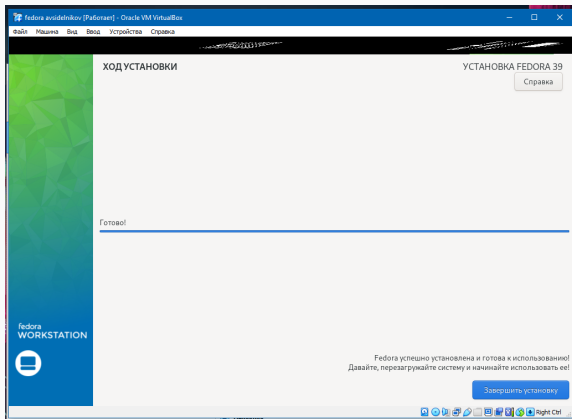 fedora avsidelnikov [Работает] - Oracle VM VirtualBox
Файл Машина Вид Ввод Устройства Справка
ХОД УСТАНОВКИ
УСТАНОВКА FEDORA 39
Справка
Готово!
fedora
WORKSTATION
Fedora успешно установлена и готова к использованию!
Давайте, перезагружайте систему и начинайте использовать ее!
Завершить установку
Right Ctrl